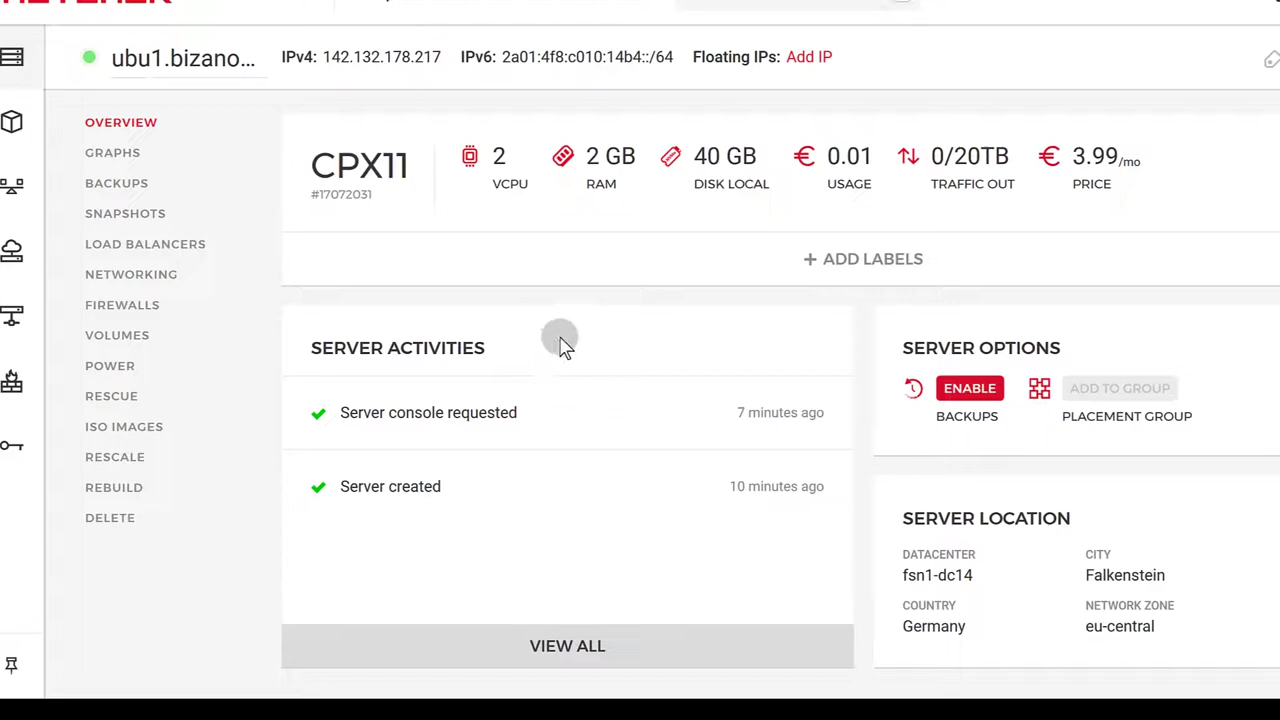 ubu1.bizano... IPv4: 142.132.178.217 IPv6: 2a01:4f8:c010:14b4::/64 Floating IPs: Add IP
OVERVIEW
GRAPHS
BACKUPS
SNAPSHOTS
LOAD BALANCERS
NETWORKING
FIREWALLS
VOLUMES
POWER
RESCUE
ISO IMAGES
RESCALE
REBUILD
DELETE
CPX11
#17072031
2
VCPU
2 GB
RAM
40 GB
DISK LOCAL
€ 0.01
USAGE
0/20TB
TRAFFIC OUT
€ 3.99/mo
PRICE
+ ADD LABELS
SERVER ACTIVITIES
Server console requested 7 minutes ago
Server created 10 minutes ago
VIEW ALL
SERVER OPTIONS
ENABLE
BACKUPS
ADD TO GROUP
PLACEMENT GROUP
SERVER LOCATION
DATACENTER
fsn1-dc14
CITY
Falkenstein
COUNTRY
Germany
NETWORK ZONE
eu-central